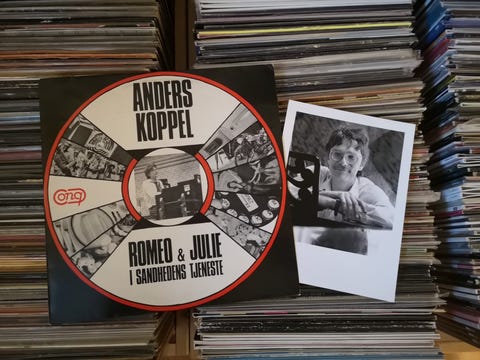 ANDERS
KOPPEL
ROMEO & JULIE
I SANDHEDENS TJENESTE